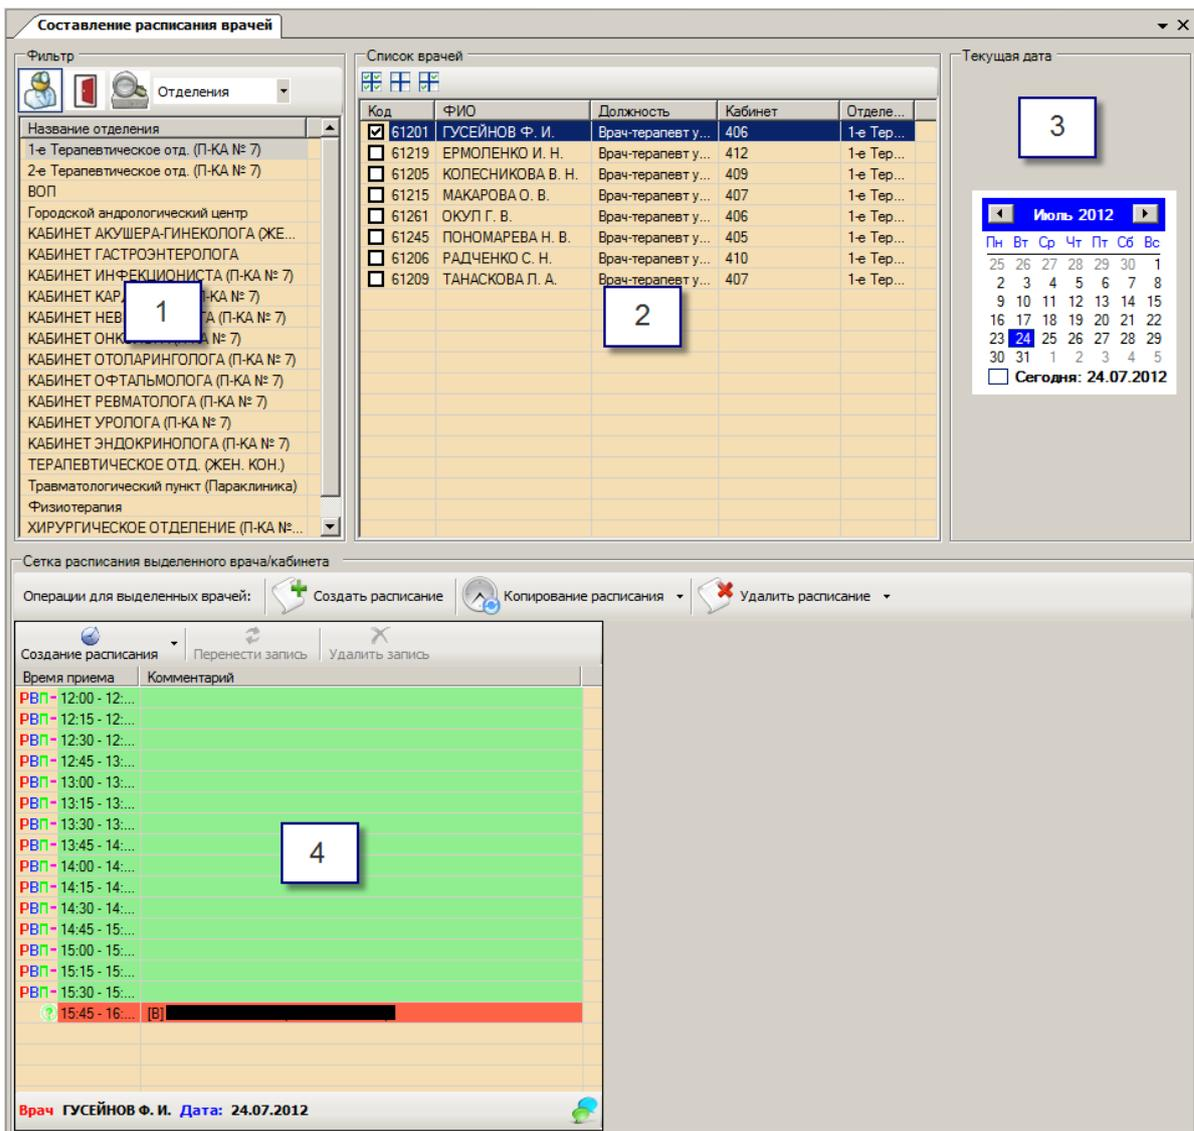 Составление расписания врачей
Фильтр
Отделения
Название отделения
1-е Терапевтическое отд. (П-КА № 7)
2-е Терапевтическое отд. (П-КА № 7)
ВОП
Городской андрологический центр
КАБИНЕТ АКУШЕРА-ГИНЕКОЛОГА (ЖЕ...
КАБИНЕТ ГАСТРОЭНТЕРОЛОГА
КАБИНЕТ ИНФЕКЦИОНИСТА (П-КА № 7)
КАБИНЕТ КАР П-КА № 7)
КАБИНЕТ НЕВ ГА (П-КА № 7)
КАБИНЕТ ОНК КА № 7)
КАБИНЕТ ОТОЛАРИНГОЛОГА (П-КА № 7)
КАБИНЕТ ОФТАЛЬМОЛОГА (П-КА № 7)
КАБИНЕТ РЕВМАТОЛОГА (П-КА № 7)
КАБИНЕТ УРОЛОГА (П-КА № 7)
КАБИНЕТ ЭНДОКРИНОЛОГА (П-КА № 7)
ТЕРАПЕВТИЧЕСКОЕ ОТД. (ЖЕН. КОН.)
Травматологический пункт (Параклиника)
Физиотерапия
ХИРУРГИЧЕСКОЕ ОТДЕЛЕНИЕ (П-КА №...
1
Список врачей
Код ФИО Должность Кабинет Отделе...
61201 ГУСЕЙНОВ Ф. И. Врач-терапевт у... 406 1-е Тер...
61219 ЕРМОЛЕНКО И. Н. Врач-терапевт у... 412 1-е Тер...
61205 КОЛЕСНИКОВА В. Н. Врач-терапевт у... 409 1-е Тер...
61215 МАКАРОВА О. В. Врач-терапевт у... 407 1-е Тер...
61261 ОКУЛ Г. В. Врач-терапевт у... 406 1-е Тер...
61245 ПОНОМАРЕВА Н. В. Врач-терапевт у... 405 1-е Тер...
61206 РАДЧЕНКО С. Н. Врач-терапевт у... 410 1-е Тер...
61209 ТАНАСКОВА Л. А. Врач-терапевт у... 407 1-е Тер...
2
Текущая дата
3
Июль 2012
Пн Вт Ср Чт Пт Сб Вс
25 26 27 28 29 30 1
2 3 4 5 6 7 8
9 10 11 12 13 14 15
16 17 18 19 20 21 22
23 24 25 26 27 28 29
30 31 1 2 3 4 5
Сегодня: 24.07.2012
Сетка расписания выделенного врача/кабинета
Операции для выделенных врачей: Создать расписание Копирование расписания Удалить расписание
Создание расписания Перенести запись Удалить запись
Время приема Комментарий
РВП- 12:00 - 12:...
РВП- 12:15 - 12:...
РВП- 12:30 - 12:...
РВП- 12:45 - 13:...
РВП- 13:00 - 13:...
РВП- 13:15 - 13:...
РВП- 13:30 - 13:...
РВП- 13:45 - 14:...
РВП- 14:00 - 14:...
РВП- 14:15 - 14:...
РВП- 14:30 - 14:...
РВП- 14:45 - 15:...
РВП- 15:00 - 15:...
РВП- 15:15 - 15:...
РВП- 15:30 - 15:...
? 15:45 - 16:... [В]
4
Врач ГУСЕЙНОВ Ф. И. Дата: 24.07.2012